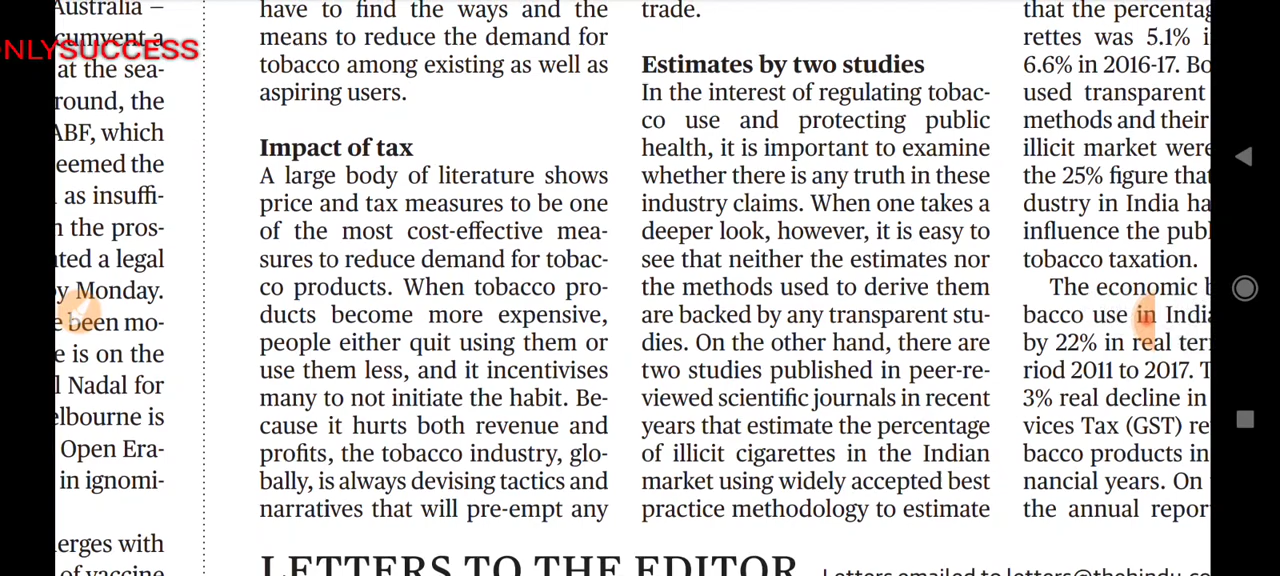 Australia –
cumvent a
NLYSUCCESS
at the sea-
round, the
ABF, which
eemed the
as insuffi-
the pros-
ted a legal
y Monday.
been mo-
e is on the
Nadal for
elbourne is
Open Era-
in ignomi-
erges with
of vaccine
have to find the ways and the
means to reduce the demand for
tobacco among existing as well as
aspiring users.
Impact of tax
A large body of literature shows
price and tax measures to be one
of the most cost-effective mea-
sures to reduce demand for tobac-
co products. When tobacco pro-
ducts become more expensive,
people either quit using them or
use them less, and it incentivises
many to not initiate the habit. Be-
cause it hurts both revenue and
profits, the tobacco industry, glo-
bally, is always devising tactics and
narratives that will pre-empt any
trade.
Estimates by two studies
In the interest of regulating tobac-
co use and protecting public
health, it is important to examine
whether there is any truth in these
industry claims. When one takes a
deeper look, however, it is easy to
see that neither the estimates nor
the methods used to derive them
are backed by any transparent stu-
dies. On the other hand, there are
two studies published in peer-re-
viewed scientific journals in recent
years that estimate the percentage
of illicit cigarettes in the Indian
market using widely accepted best
practice methodology to estimate
that the percentag
rettes was 5.1% i
6.6% in 2016-17. Bo
used transparent
methods and their
illicit market were
the 25% figure that
dustry in India ha
influence the publ
tobacco taxation.
The economic b
bacco use in India
by 22% in real ter
riod 2011 to 2017. T
3% real decline in
vices Tax (GST) re
bacco products in
nancial years. On
the annual repor
LETTERS TO THE EDITOR
Letters emailed to letters@thehindu.co